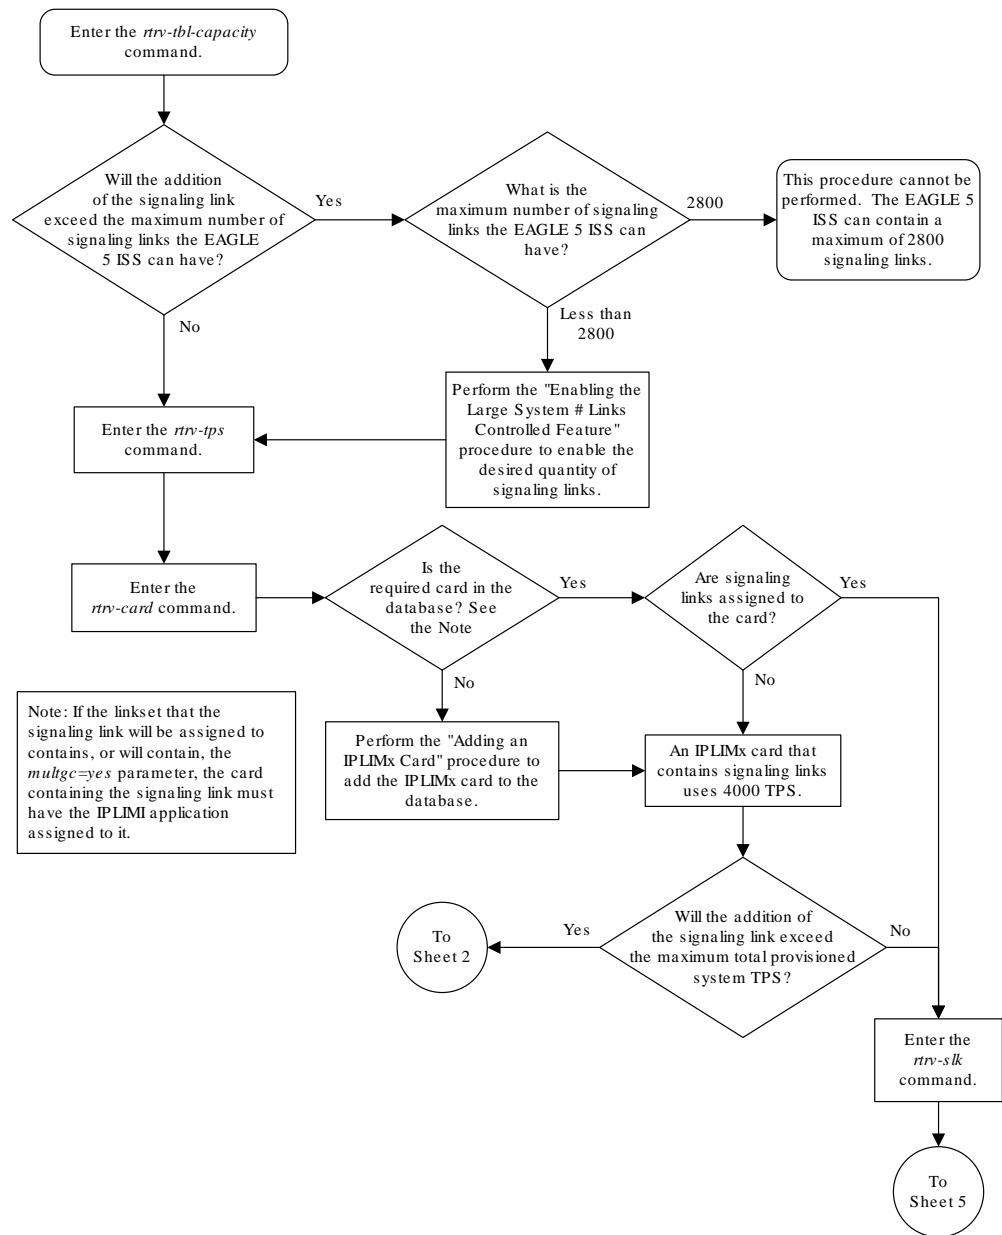 Enter the rtrv-tbl-capacity
command.
Will the addition
of the signaling link
exceed the maximum number of
signaling links the EAGLE
5 ISS can have?
Yes
What is the
maximum number of signaling
links the EAGLE 5 ISS can
have?
2800
This procedure cannot be
performed. The EAGLE 5
ISS can contain a
maximum of 2800
signaling links.
No
Less than
2800
Enter the rtrv-tps
command.
Perform the "Enabling the
Large System # Links
Controlled Feature"
procedure to enable the
desired quantity of
signaling links.
Enter the
rtrv-card command.
Is the
required card in the
database? See
the Note
Yes
Are signaling
links assigned to
the card?
Yes
No
No
Note: If the linkset that the
signaling link will be assigned to
contains, or will contain, the
multgc=yes parameter, the card
containing the signaling link must
have the IPLIMI application
assigned to it.
Perform the "Adding an
IPLIMx Card" procedure to
add the IPLIMx card to the
database.
An IPLIMx card that
contains signaling links
uses 4000 TPS.
To
Sheet 2
Yes
Will the addition of
the signaling link exceed
the maximum total provisioned
system TPS?
No
Enter the
rtrv-slk
command.
To
Sheet 5